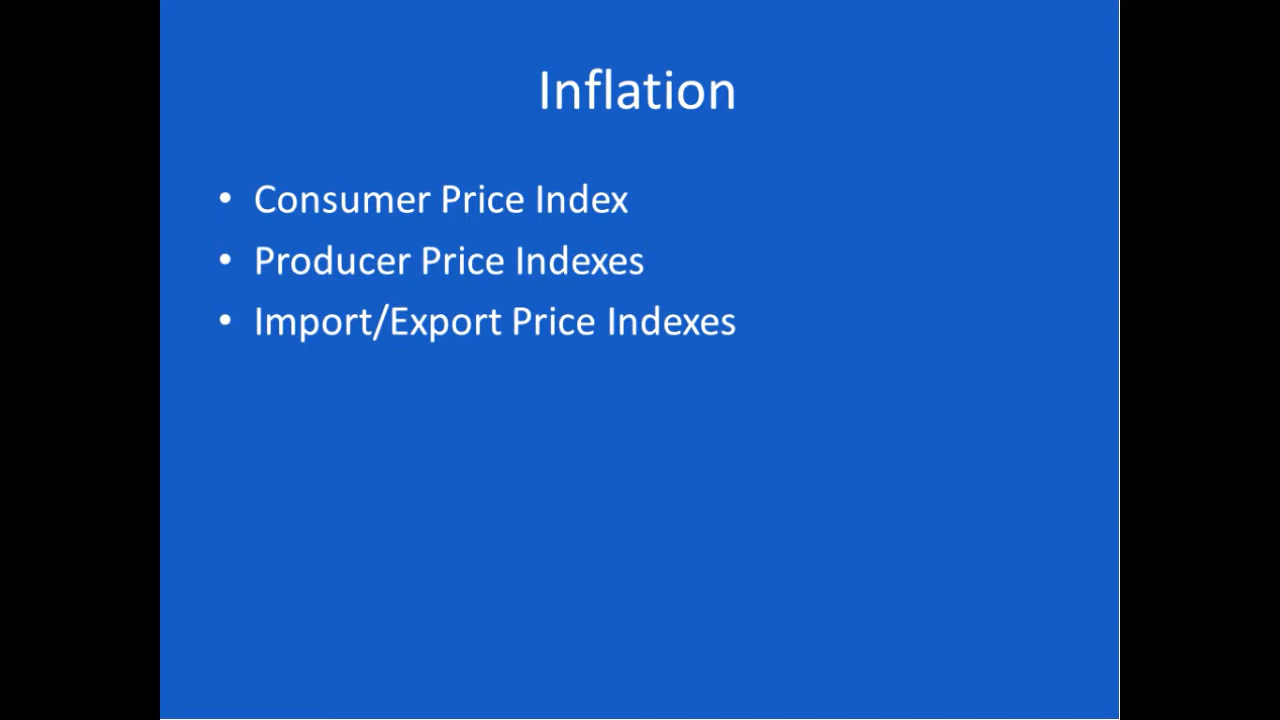 Inflation
• Consumer Price Index
• Producer Price Indexes
• Import/Export Price Indexes